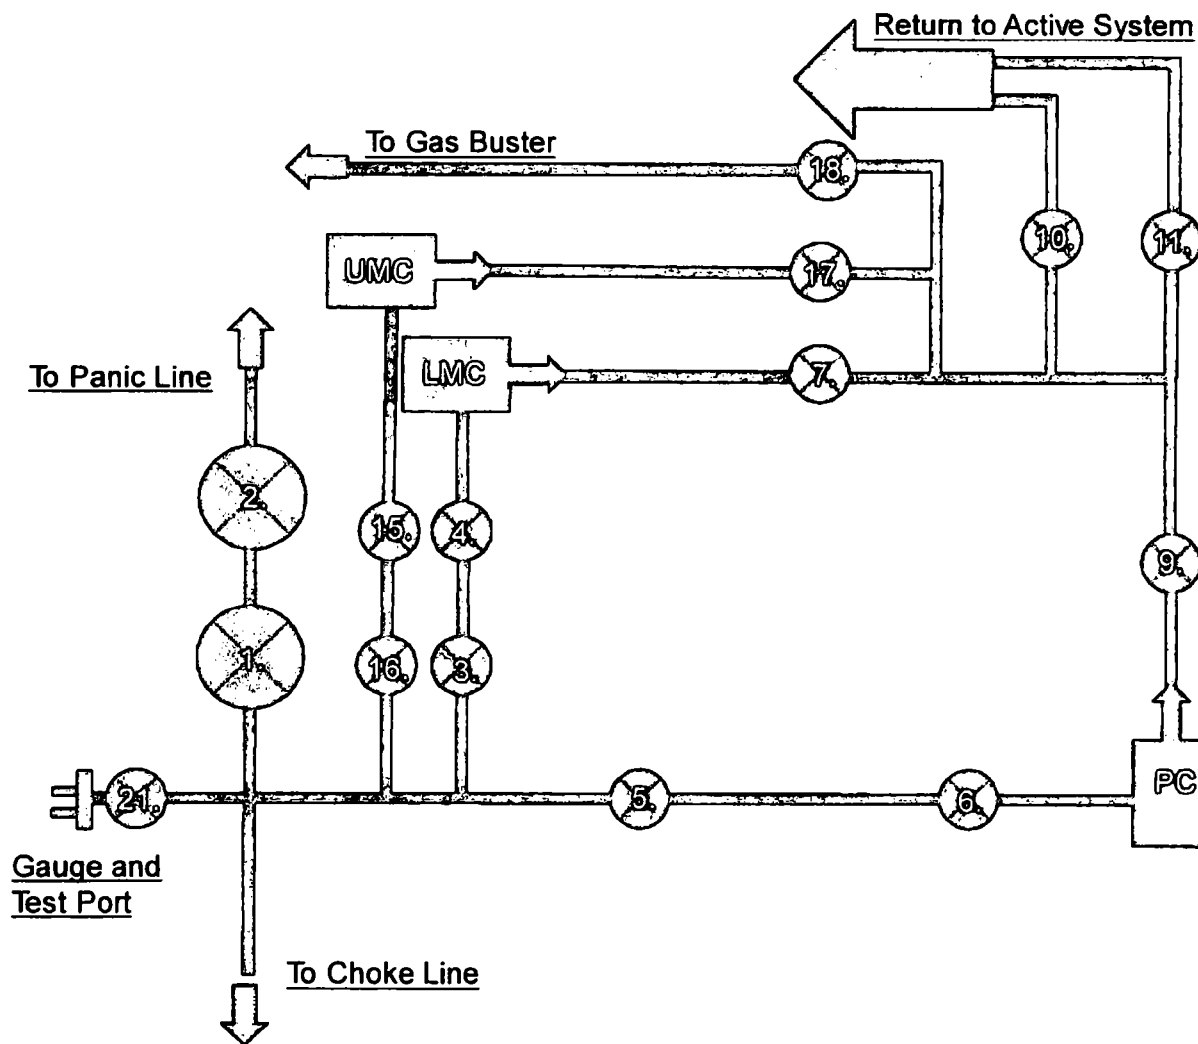 Return to Active System
To Gas Buster
18.
UMC
17.
10.
11.
To Panic Line
LMC
7.
2.
15.
4.
9.
1.
16.
3.
21.
5.
6.
PC
Gauge and
Test Port
To Choke Line